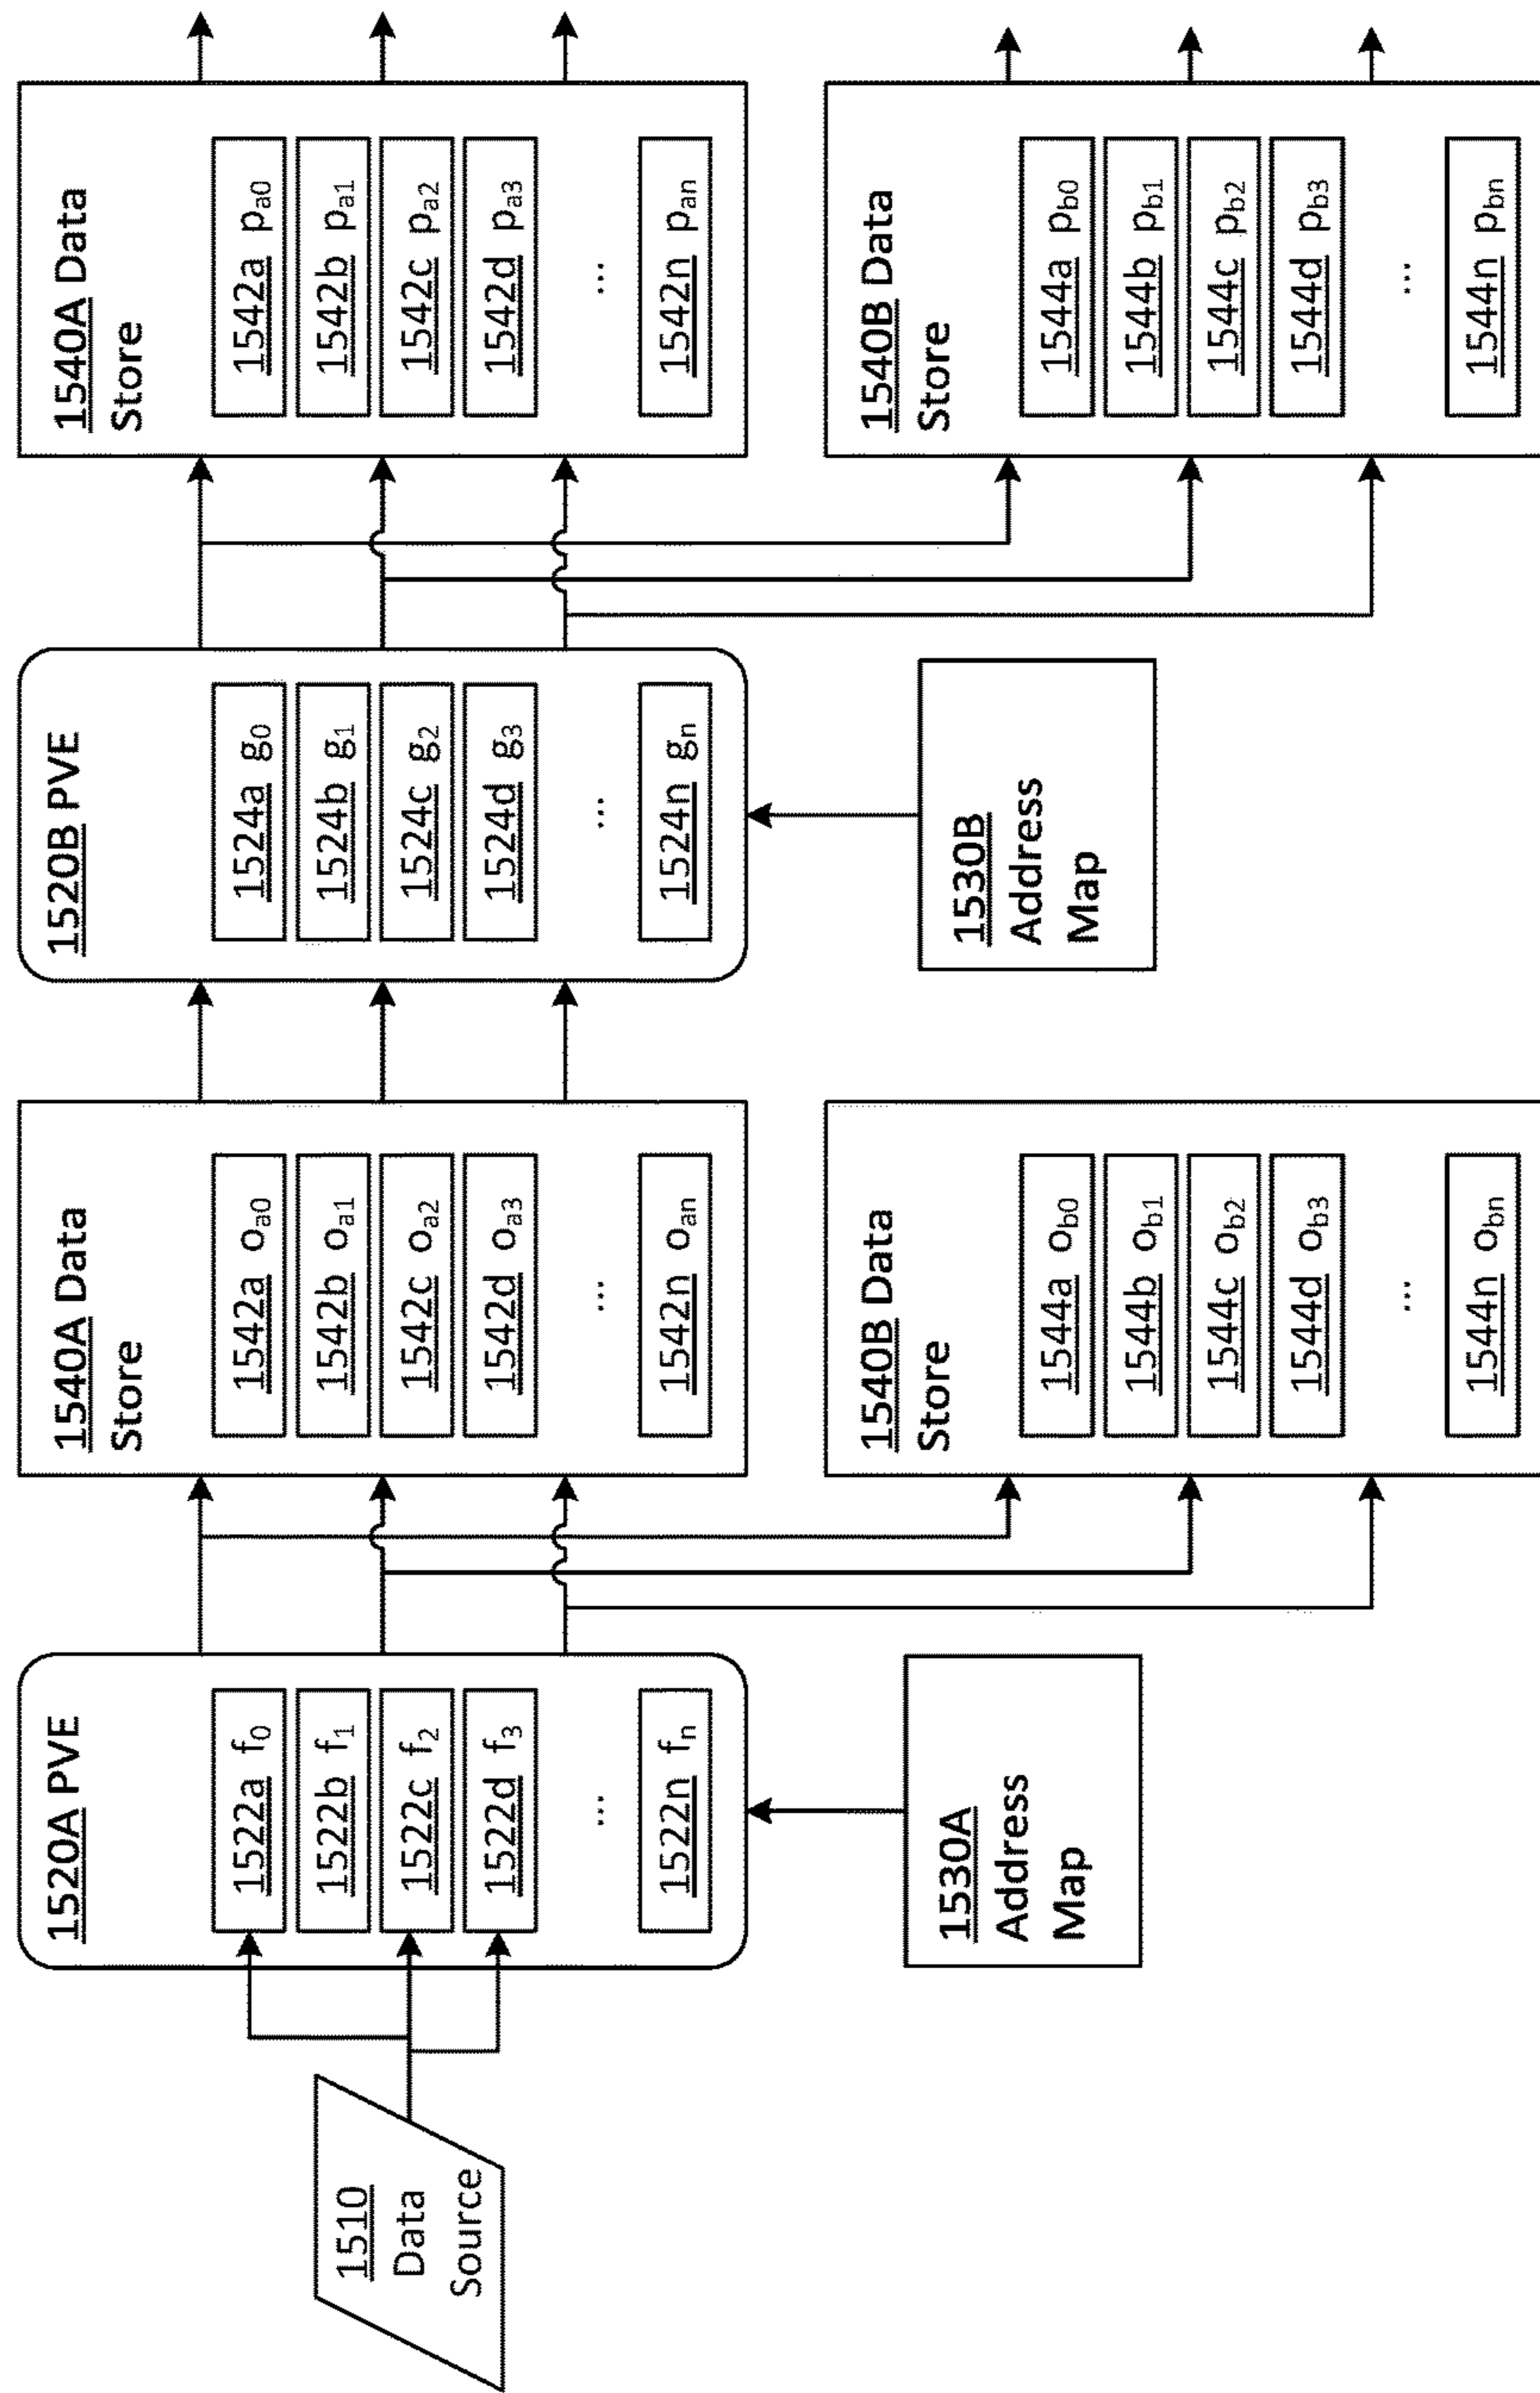 1510
Data
Source
1520A PVE
1522a f0
1522b f1
1522c f2
1522d f3
...
1522n fn
1530A
Address
Map
1540A Data
Store
1542a oa0
1542b oa1
1542c oa2
1542d oa3
...
1542n oan
1540B Data
Store
1544a ob0
1544b ob1
1544c ob2
1544d ob3
...
1544n obn
1520B PVE
1524a g0
1524b g1
1524c g2
1524d g3
...
1524n gn
1530B
Address
Map
1540A Data
Store
1542a pa0
1542b pa1
1542c pa2
1542d pa3
...
1542n pan
1540B Data
Store
1544a pb0
1544b pb1
1544c pb2
1544d pb3
...
1544n pbn